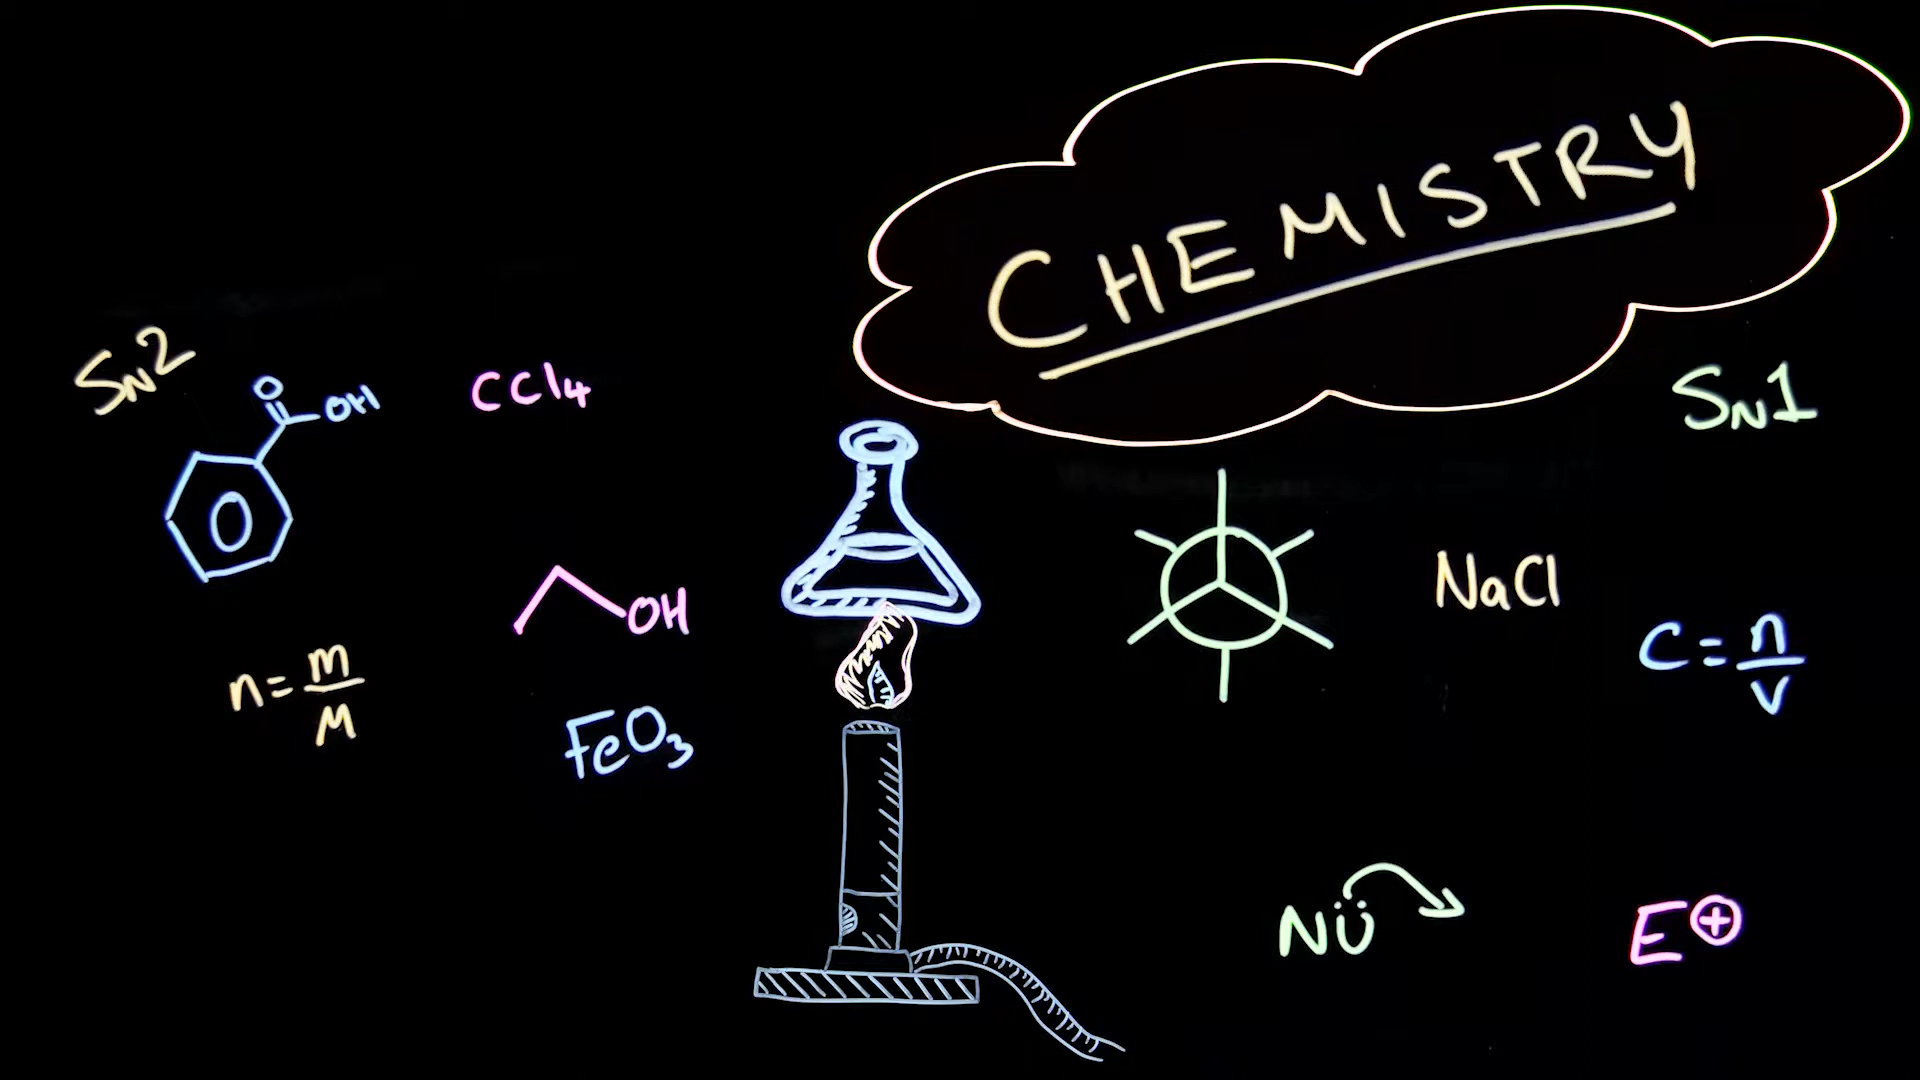 CHEMISTRY
SN2
O
OH
CCl4
SN1
OH
NaCl
n = m/M
C = n/V
FeO3
Nü
E⊕